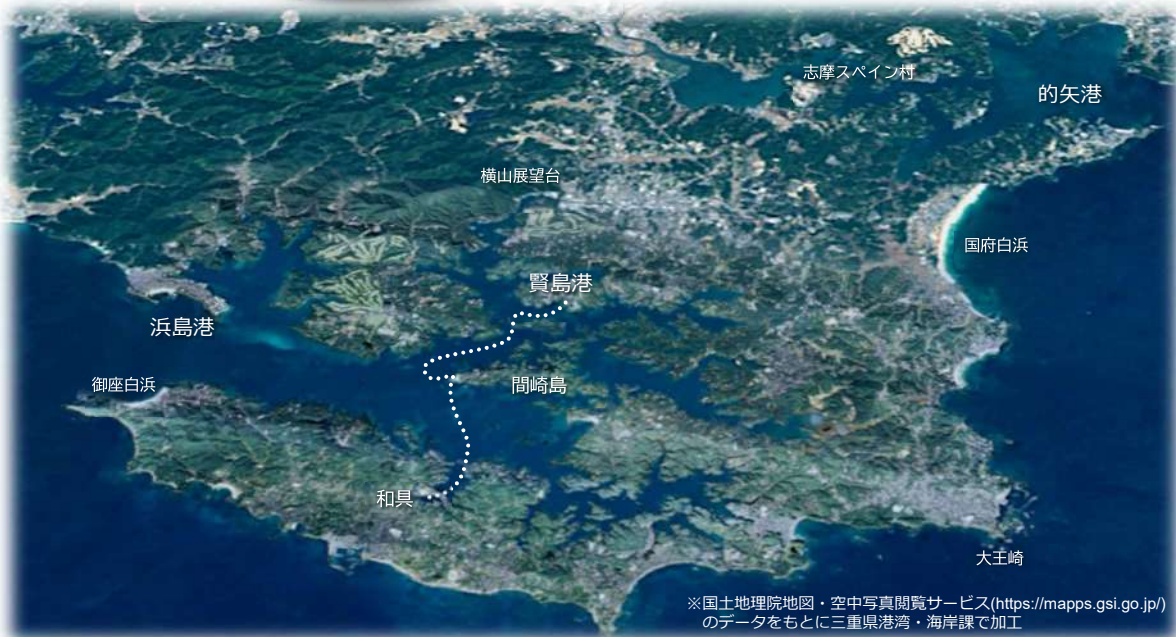 志摩スペイン村
的矢港
横山展望台
国府白浜
賢島港
浜島港
御座白浜
間崎島
和具
大王崎
※国土地理院地図・空中写真閲覧サービス(https://mapps.gsi.go.jp/)
のデータをもとに三重県港湾・海岸課で加工